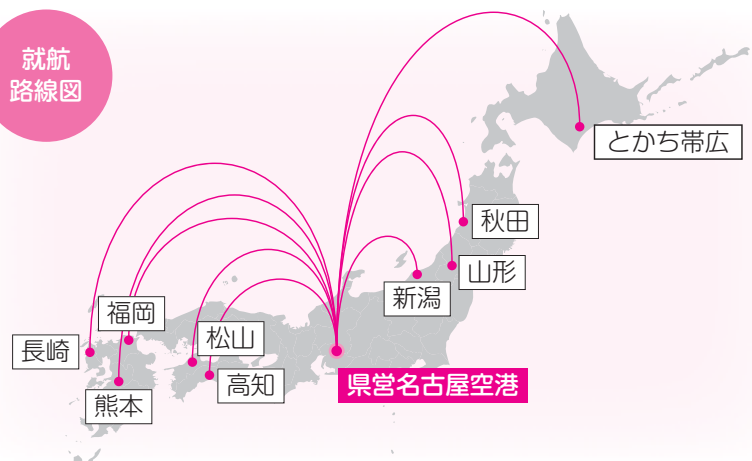 就航
路線図
とかち帯広
秋田
山形
新潟
福岡
長崎
松山
高知
熊本
県営名古屋空港